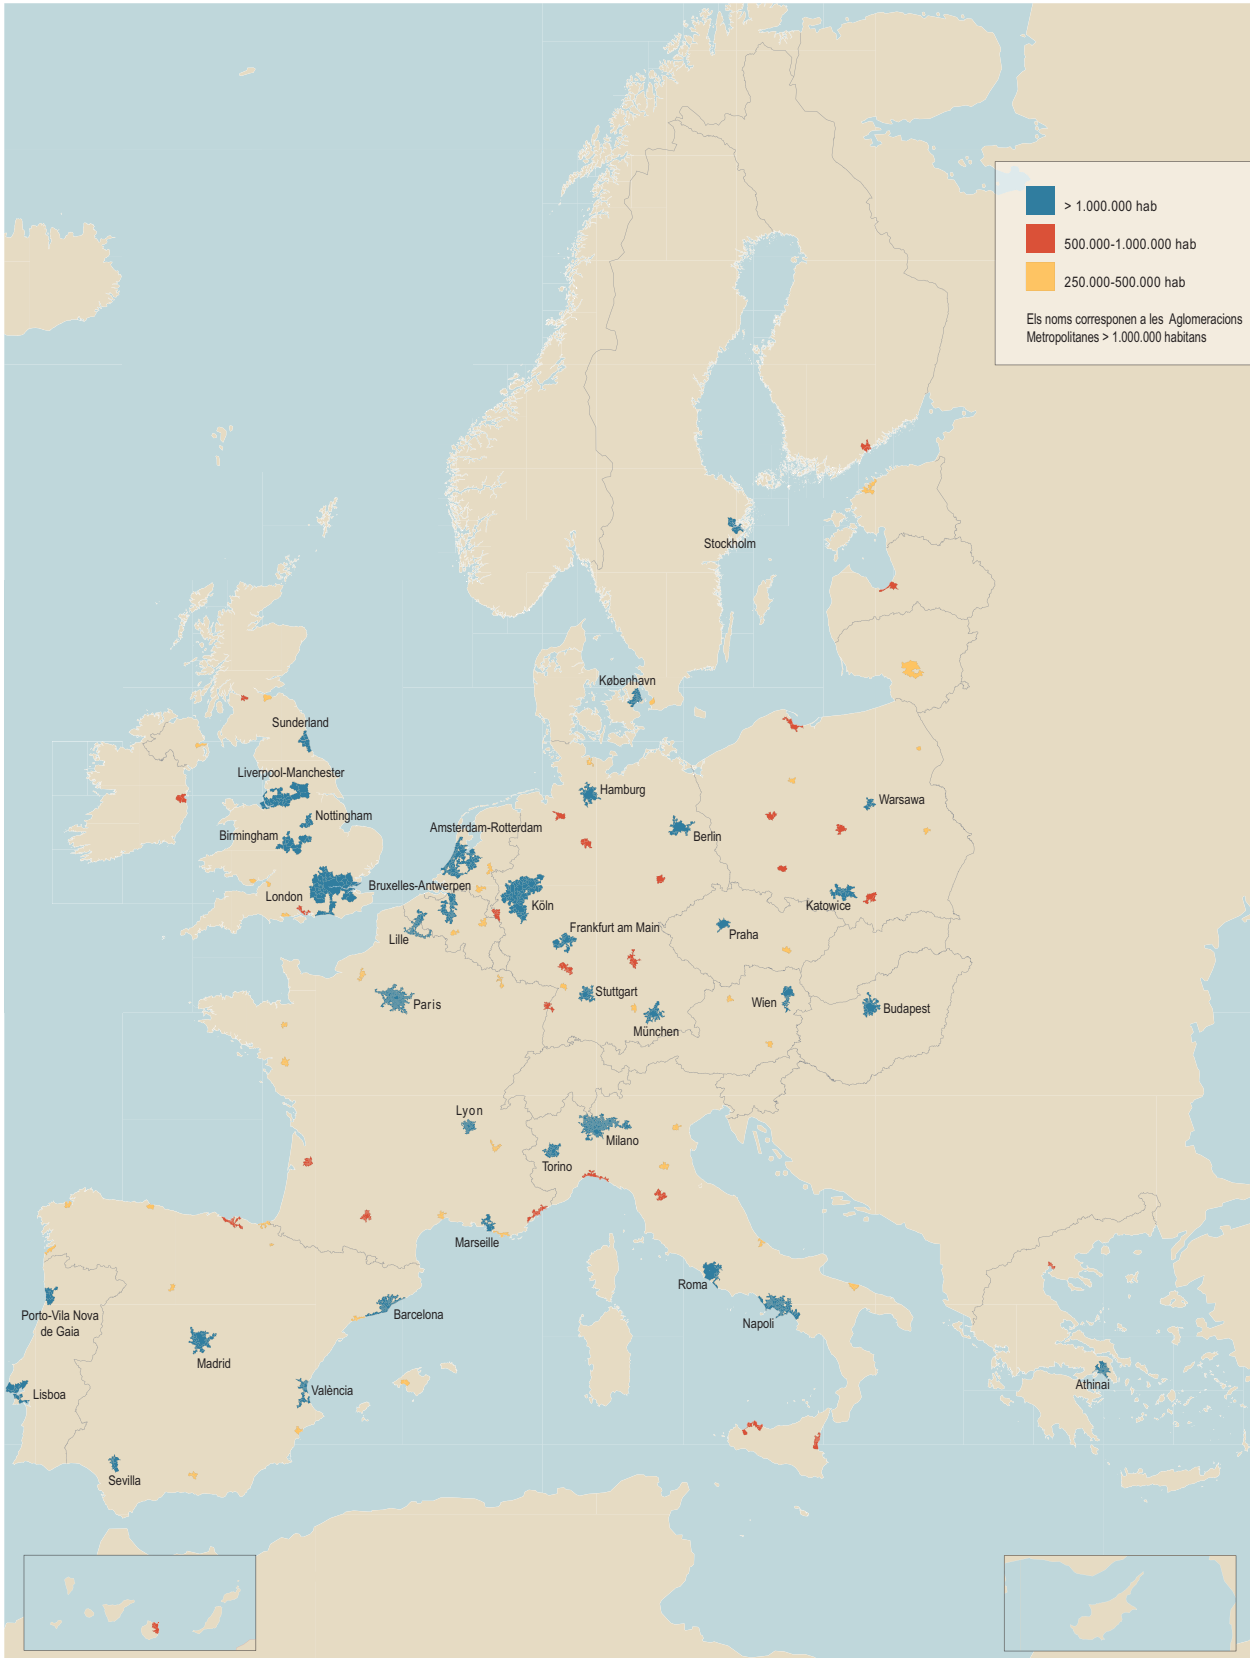 > 1.000.000 hab
500.000-1.000.000 hab
250.000-500.000 hab
Els noms corresponen a les Aglomeracions
Metropolitanes > 1.000.000 habitans
Stockholm
København
Sunderland
Liverpool-Manchester
Hamburg
Warsawa
Nottingham
Amsterdam-Rotterdam
Birmingham
Berlin
Bruxelles-Antwerpen
London
Köln
Katowice
Frankfurt am Main
Praha
Lille
Stuttgart
Paris
Wien
Budapest
München
Lyon
Milano
Torino
Marseille
Roma
Porto-Vila Nova
de Gaia
Barcelona
Napoli
Madrid
Athinai
València
Lisboa
Sevilla